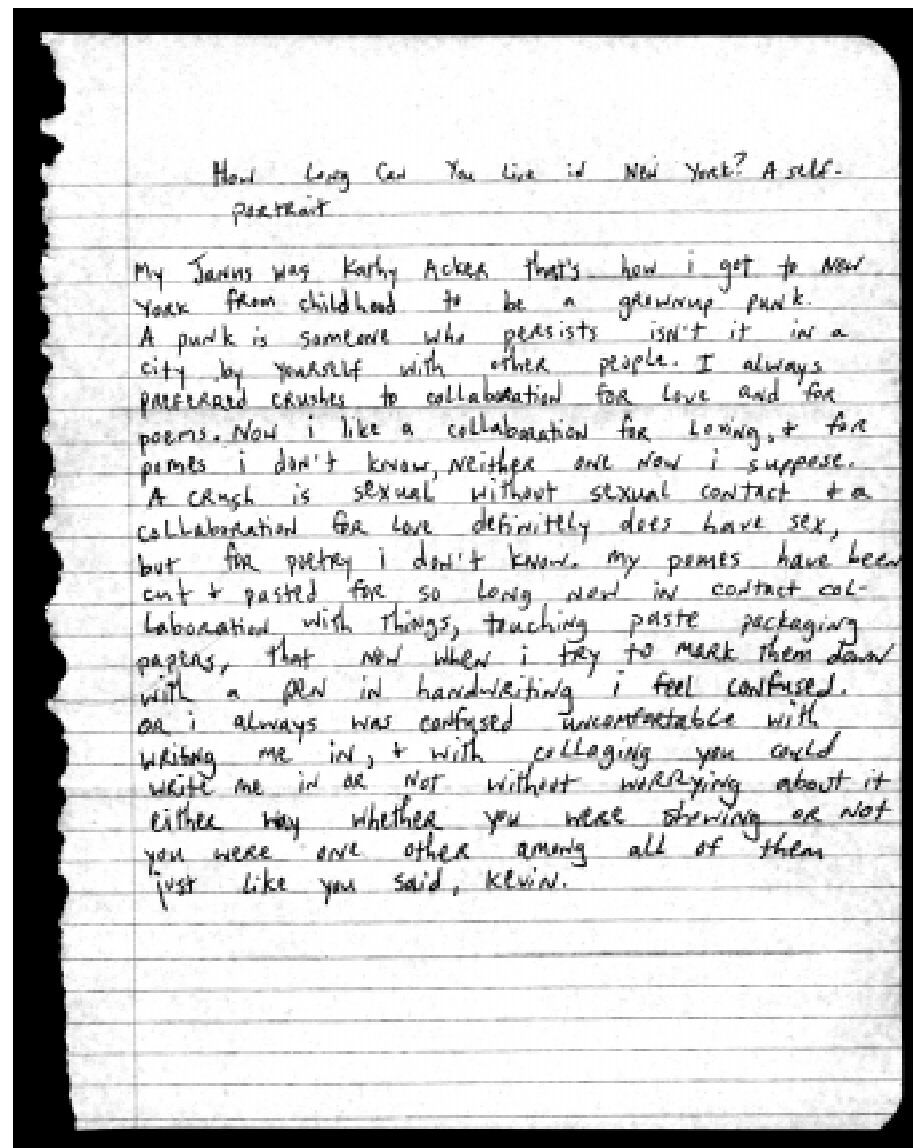 How Long Can You Live in New York? A self-
portrait
My Janus was Kathy Acker that's how i got to New
York from childhood to be a grownup punk.
A punk is someone who persists isn't it in a
city by yourself with other people. I always
preferred crushes to collaboration for love and for
poems. Now i like a collaboration for loving, + for
pomes i don't know, neither one now i suppose.
A crush is sexual without sexual contact + a
collaboration for love definitely does have sex,
but for poetry i don't know. my pomes have been
cut + pasted for so long now in contact col-
laboration with things, touching paste packaging
papers, that now when i try to mark them down
with a pen in handwriting i feel confused.
or i always was confused uncomfortable with
writing me in, + with collaging you could
write me in or not without worrying about it
either way whether you were showing or not
you were one other among all of them
just like you said, Kevin.